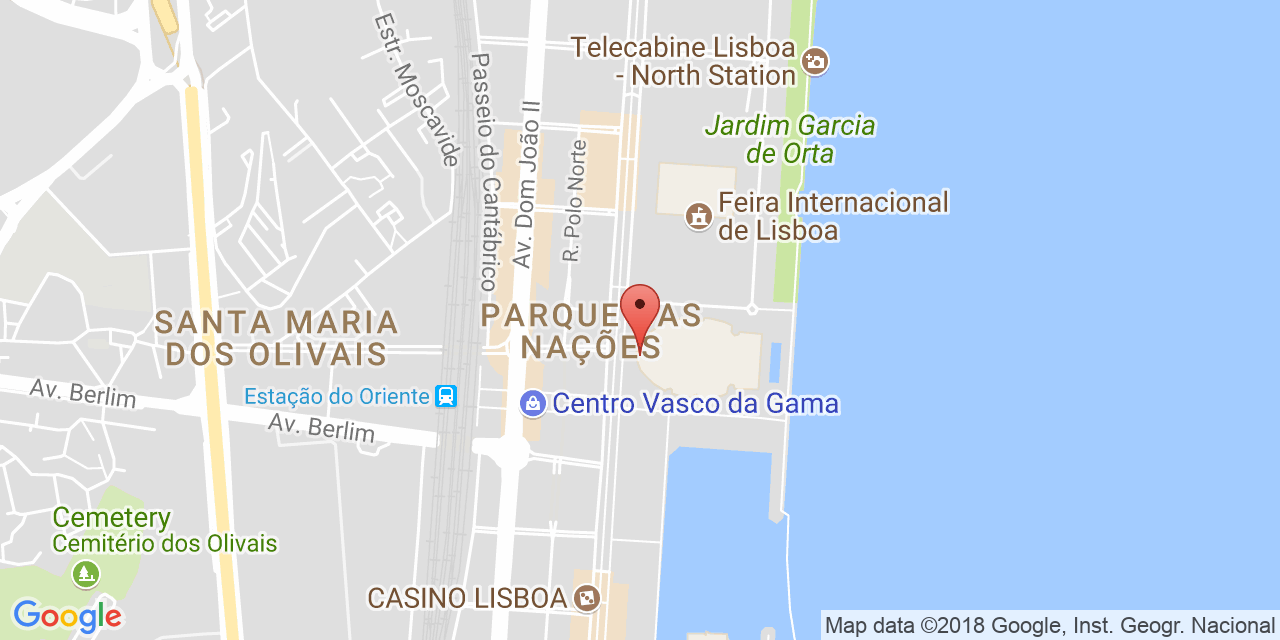 Telecabine Lisboa
- North Station
Estr. Moscavide
Passeio do Cantábrico
Av. Dom João II
R. Polo Norte
Jardim Garcia
de Orta
Feira Internacional
de Lisboa
SANTA MARIA
DOS OLIVAIS
PARQUE AS
NAÇÕES
Av. Berlim
Estação do Oriente
Av. Berlim
Centro Vasco da Gama
Cemetery
Cemitério dos Olivais
CASINO LISBOA
Google
Map data ©2018 Google, Inst. Geogr. Nacional